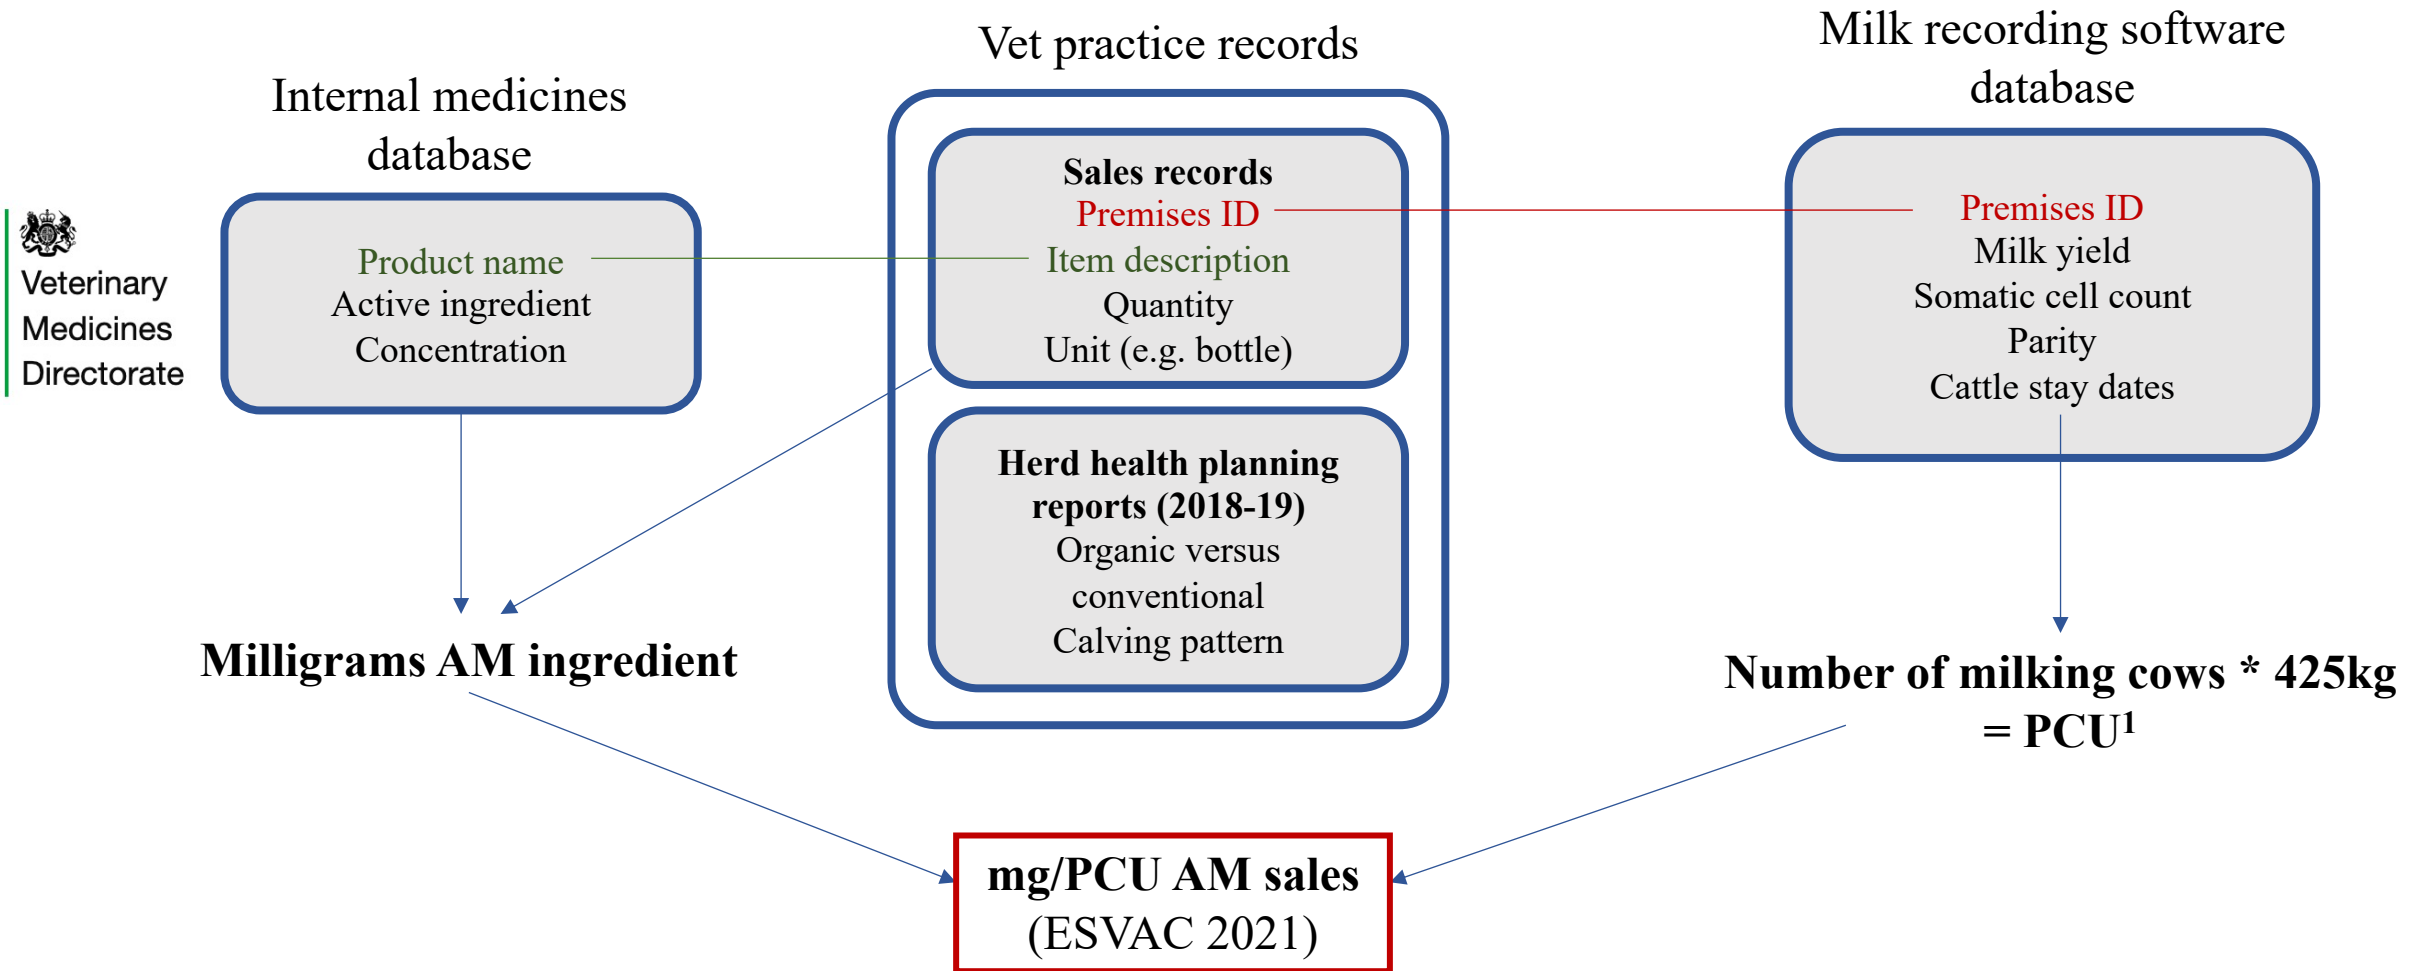 Internal medicines
database
Veterinary
Medicines
Directorate
Product name
Active ingredient
Concentration
Vet practice records
Sales records
Premises ID
Item description
Quantity
Unit (e.g. bottle)
Herd health planning
reports (2018-19)
Organic versus
conventional
Calving pattern
Milk recording software
database
Premises ID
Milk yield
Somatic cell count
Parity
Cattle stay dates
Milligrams AM ingredient
Number of milking cows * 425kg
= PCU¹
mg/PCU AM sales
(ESVAC 2021)